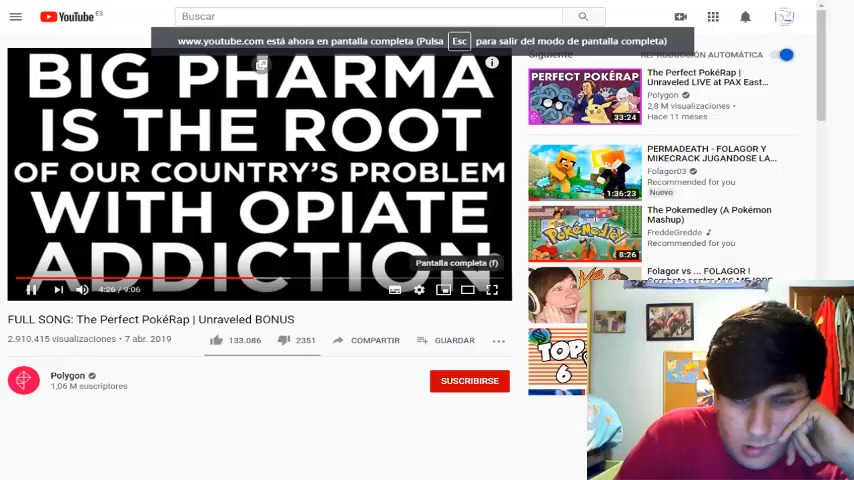 YouTube ES
Buscar
www.youtube.com está ahora en pantalla completa (Pulsa Esc para salir del modo de pantalla completa)
BIG PHARMA
IS THE ROOT
OF OUR COUNTRY'S PROBLEM
WITH OPIATE
ADDICTION
Pantalla completa (f)
4:26 / 9:06
FULL SONG: The Perfect PokéRap | Unraveled BONUS
2.910.415 visualizaciones • 7 abr. 2019
133.086
2351
COMPARTIR
GUARDAR
Polygon
1,06 M suscriptores
SUSCRIBIRSE
Siguiente
REPRODUCCIÓN AUTOMÁTICA
PERFECT POKÉRAP
33:24
The Perfect PokéRap |
Unraveled LIVE at PAX East...
Polygon
2,8 M visualizaciones •
Hace 11 meses
1:36:23
PERMADEATH - FOLAGOR Y
MIKECRACK JUGANDOSE LA...
Folagor03
Recommended for you
Nuevo
The Pokémedley
8:26
The Pokemedley (A Pokémon
Mashup)
FreddeGredde
Recommended for you
Folagor vs ... FOLAGOR !
TOP
6